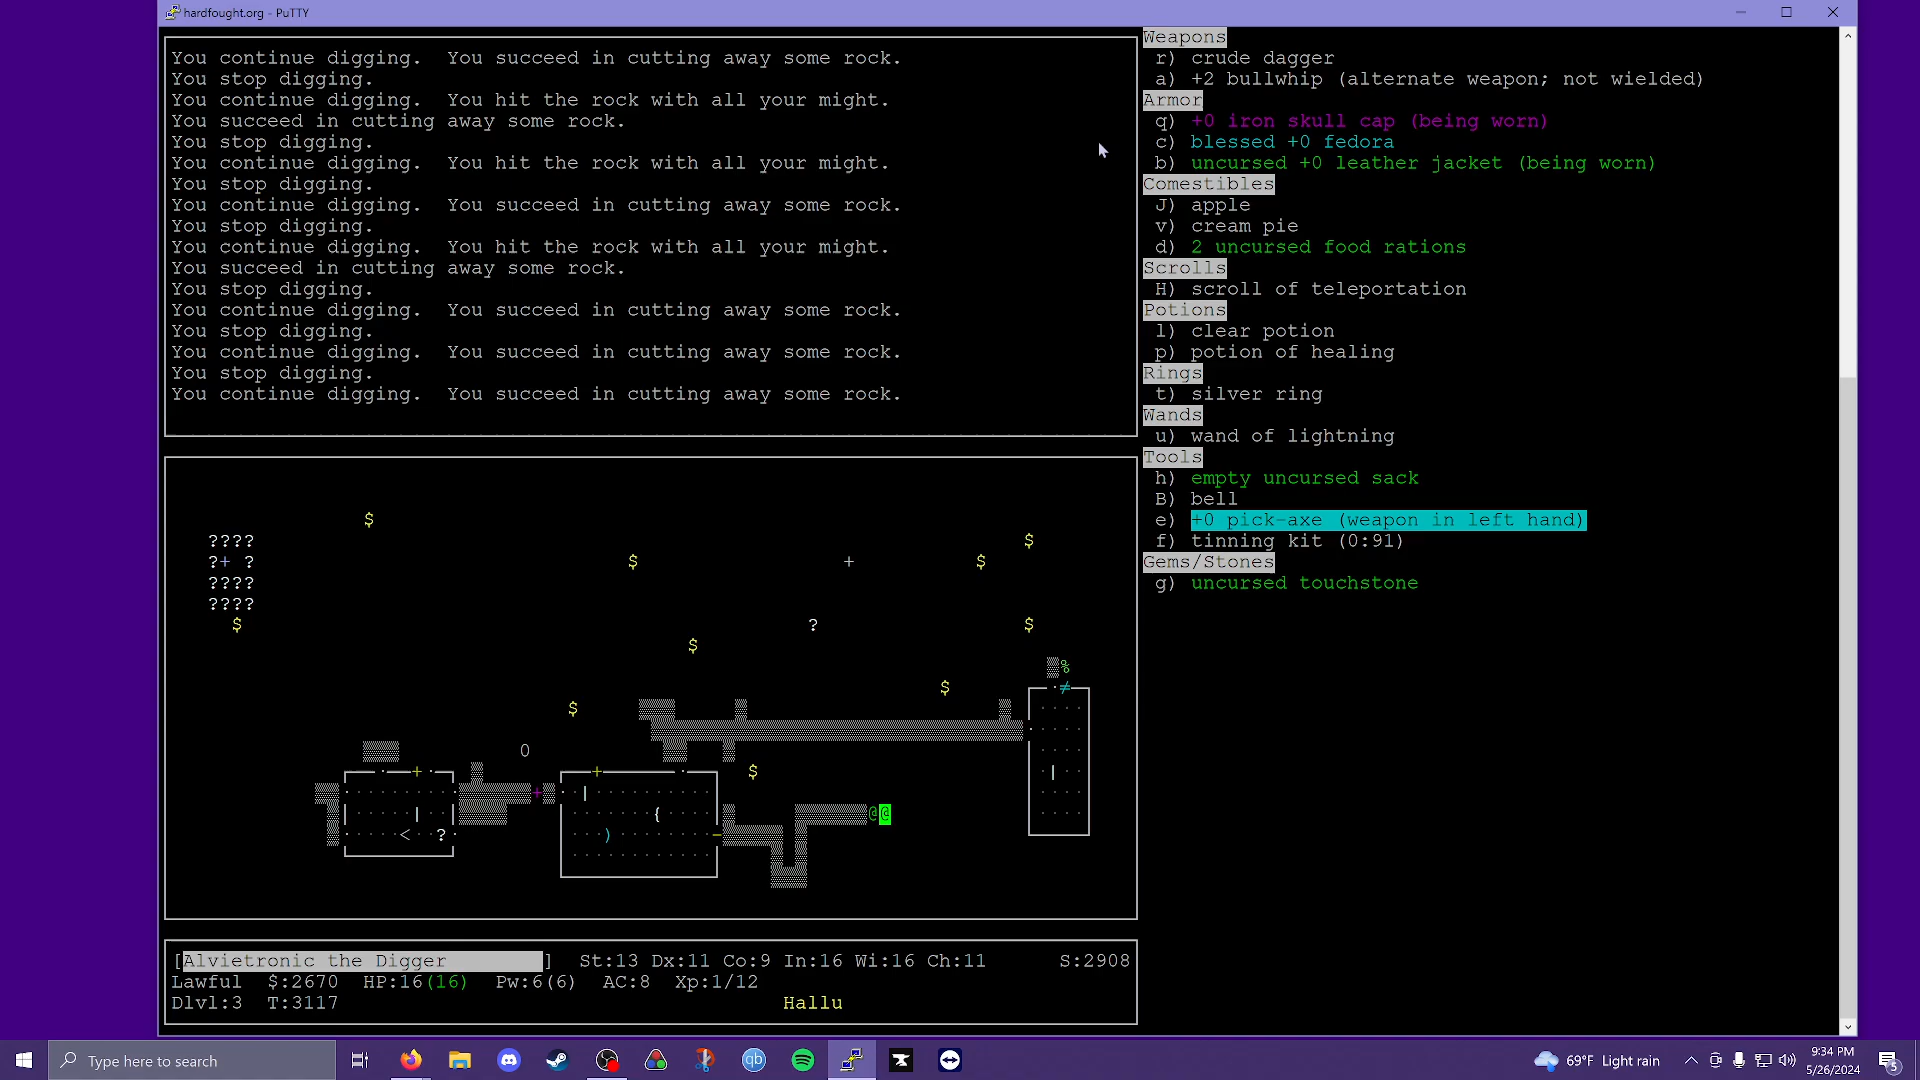 hardfought.org - PuTTY
You continue digging.  You succeed in cutting away some rock.
You stop digging.
You continue digging.  You hit the rock with all your might.
You succeed in cutting away some rock.
You stop digging.
You continue digging.  You hit the rock with all your might.
You stop digging.
You continue digging.  You succeed in cutting away some rock.
You stop digging.
You continue digging.  You hit the rock with all your might.
You succeed in cutting away some rock.
You stop digging.
You continue digging.  You succeed in cutting away some rock.
You stop digging.
You continue digging.  You succeed in cutting away some rock.
You stop digging.
You continue digging.  You succeed in cutting away some rock.
Weapons
r) crude dagger
a) +2 bullwhip (alternate weapon; not wielded)
Armor
q) +0 iron skull cap (being worn)
c) blessed +0 fedora
b) uncursed +0 leather jacket (being worn)
Comestibles
J) apple
v) cream pie
d) 2 uncursed food rations
Scrolls
H) scroll of teleportation
Potions
l) clear potion
p) potion of healing
Rings
t) silver ring
Wands
u) wand of lightning
Tools
h) empty uncursed sack
B) bell
e) +0 pick-axe (weapon in left hand)
f) tinning kit (0:91)
Gems/Stones
g) uncursed touchstone
[Alvietronic the Digger ] St:13 Dx:11 Co:9 In:16 Wi:16 Ch:11 S:2908
Lawful $:2670 HP:16(16) Pw:6(6) AC:8 Xp:1/12
Dlvl:3 T:3117 Hallu
Type here to search
69°F Light rain
9:34 PM
5/26/2024
5